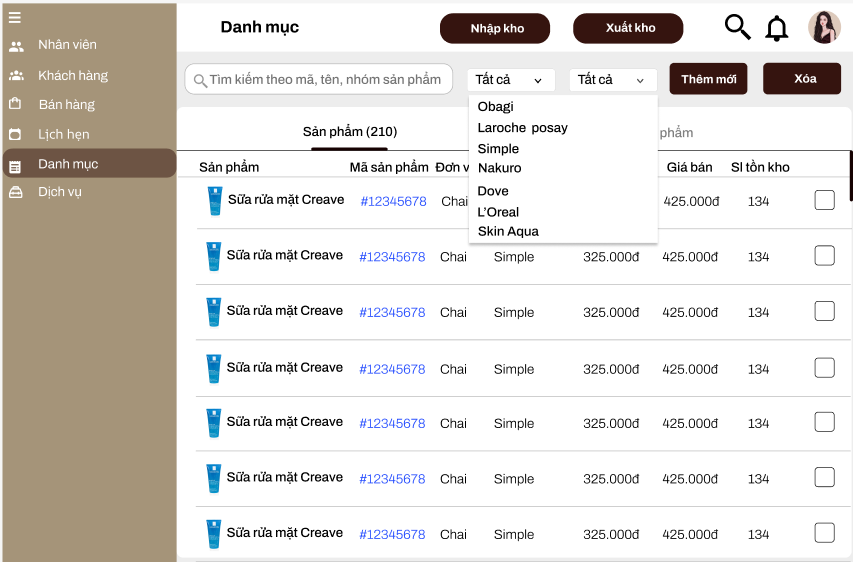 Danh mục
Nhập kho
Xuất kho
Nhân viên
Khách hàng
Bán hàng
Lịch hẹn
Danh mục
Dịch vụ
Tìm kiếm theo mã, tên, nhóm sản phẩm
Tất cả
Tất cả
Thêm mới
Xóa
Obagi
Laroche posay
Simple
Nakuro
Dove
L'Oreal
Skin Aqua
Sản phẩm (210)
phẩm
Sản phẩm Mã sản phẩm Đơn v Giá bán Sl tồn kho
Sữa rửa mặt Creave #12345678 Chai 425.000đ 134
Sữa rửa mặt Creave #12345678 Chai Simple 325.000đ 425.000đ 134
Sữa rửa mặt Creave #12345678 Chai Simple 325.000đ 425.000đ 134
Sữa rửa mặt Creave #12345678 Chai Simple 325.000đ 425.000đ 134
Sữa rửa mặt Creave #12345678 Chai Simple 325.000đ 425.000đ 134
Sữa rửa mặt Creave #12345678 Chai Simple 325.000đ 425.000đ 134
Sữa rửa mặt Creave #12345678 Chai Simple 325.000đ 425.000đ 134